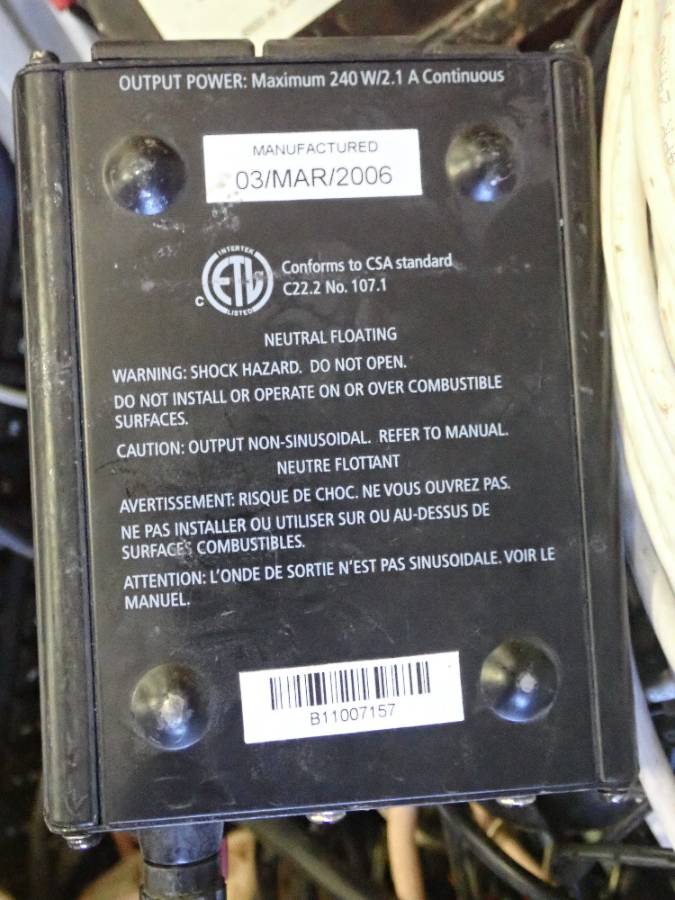 OUTPUT POWER: Maximum 240 W/2.1 A Continuous
MANUFACTURED
03/MAR/2006
INTERTEK
ETL
LISTED
C
Conforms to CSA standard
C22.2 No. 107.1
NEUTRAL FLOATING
WARNING: SHOCK HAZARD. DO NOT OPEN.
DO NOT INSTALL OR OPERATE ON OR OVER COMBUSTIBLE
SURFACES.
CAUTION: OUTPUT NON-SINUSOIDAL. REFER TO MANUAL.
NEUTRE FLOTTANT
AVERTISSEMENT: RISQUE DE CHOC. NE VOUS OUVREZ PAS.
NE PAS INSTALLER OU UTILISER SUR OU AU-DESSUS DE
SURFACES COMBUSTIBLES.
ATTENTION: L'ONDE DE SORTIE N'EST PAS SINUSOIDALE. VOIR LE
MANUEL.
B11007157